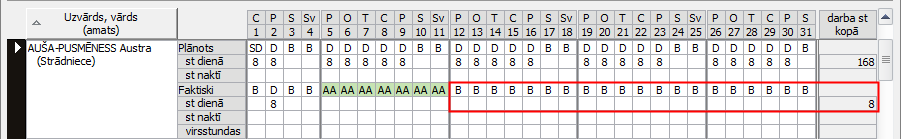 Uzvārds, vārds
(amats)
C P S Sv P O T C P S Sv P O T C P S Sv P O T C P S Sv P O T C P S
darba st
kopā
1 2 3 4 5 6 7 8 9 10 11 12 13 14 15 16 17 18 19 20 21 22 23 24 25 26 27 28 29 30 31
AUŠA-PUSMĒNESS Austra
(Strādniece)
Plānots SD D B B D D D D D B B D D D D D B B D D D D D B B D D D D D B
st dienā 8 8 8 8 8 8 8 8 8 8 8 8 8 8 8 8 8 8 8 8 8 8 168
st naktī
Faktiski B D B B AA AA AA AA AA AA AA B B B B B B B B B B B B B B B B B B B B
st dienā 8 8
st naktī
virsstundas